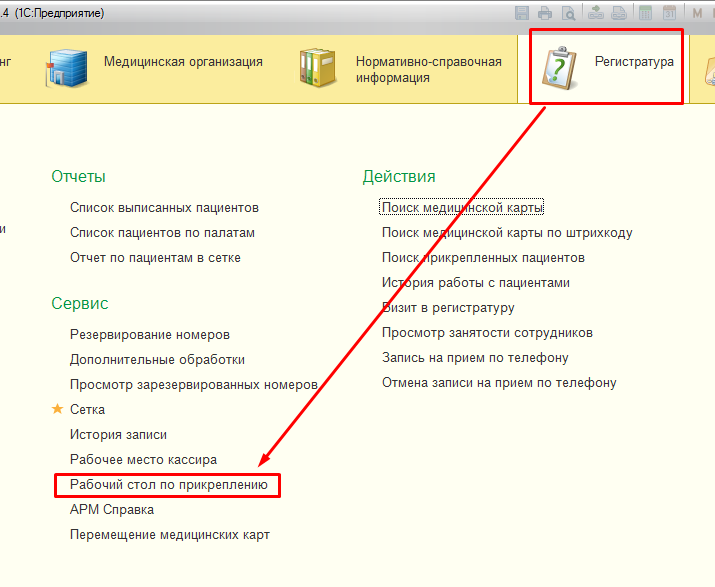 .4 (1С:Предприятие)
M
нг
Медицинская организация
Нормативно-справочная
информация
Регистратура
и
Отчеты
Список выписанных пациентов
Список пациентов по палатам
Отчет по пациентам в сетке
Сервис
Резервирование номеров
Дополнительные обработки
Просмотр зарезервированных номеров
Сетка
История записи
Рабочее место кассира
Рабочий стол по прикреплению
АРМ Справка
Перемещение медицинских карт
Действия
Поиск медицинской карты
Поиск медицинской карты по штрихкоду
Поиск прикрепленных пациентов
История работы с пациентами
Визит в регистратуру
Просмотр занятости сотрудников
Запись на прием по телефону
Отмена записи на прием по телефону